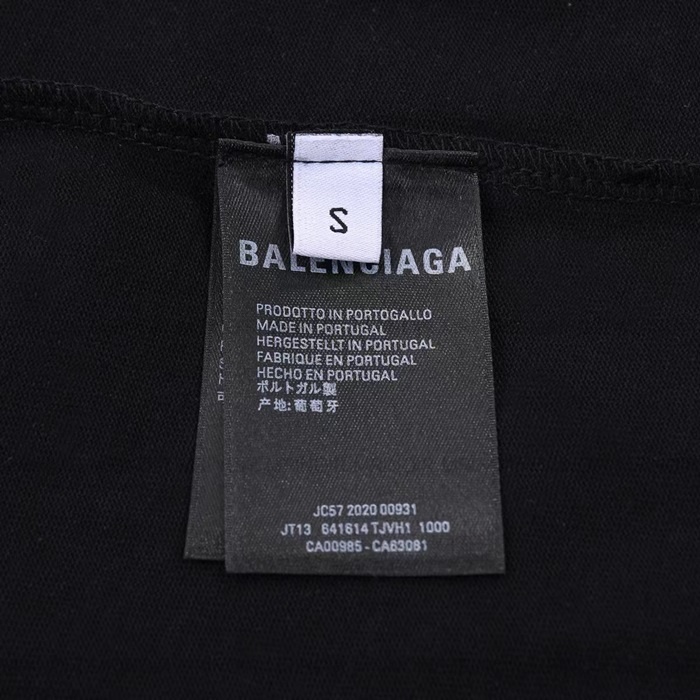 S
BALENCIAGA
PRODOTTO IN PORTOGALLO
MADE IN PORTUGAL
HERGESTELLT IN PORTUGAL
FABRIQUE EN PORTUGAL
HECHO EN PORTUGAL
ポルトガル製
产地:葡萄牙
JC57 2020 00931
JT13 641614 TJVH1 1000
CA00985-CA63081